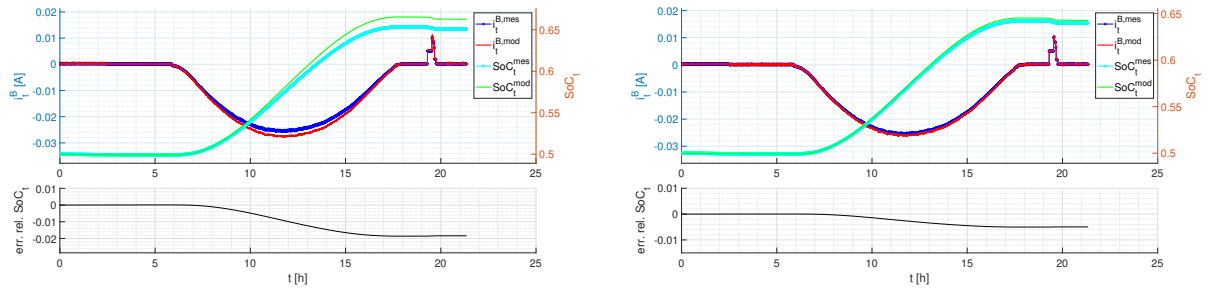 0.02
0.01
0
-0.01
-0.02
-0.03
i_t^B [A]
0.65
0.6
0.55
0.5
SoC_t
i_t^{B,mes}
i_t^{B,mod}
SoC_t^{mes}
SoC_t^{mod}
0 5 10 15 20 25
0.01
0
-0.01
-0.02
err. rel. SoC_t
0 5 10 15 20 25
t [h]
0.02
0.01
0
-0.01
-0.02
-0.03
i_t^B [A]
0.65
0.6
0.55
0.5
SoC_t
i_t^{B,mes}
i_t^{B,mod}
SoC_t^{mes}
SoC_t^{mod}
0 5 10 15 20 25
0.01
0
-0.01
err. rel. SoC_t
0 5 10 15 20 25
t [h]